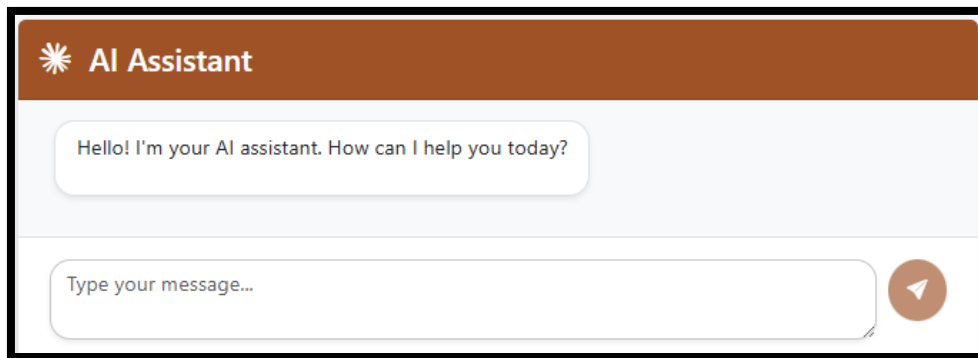 AI Assistant
Hello! I'm your AI assistant. How can I help you today?
Type your message...